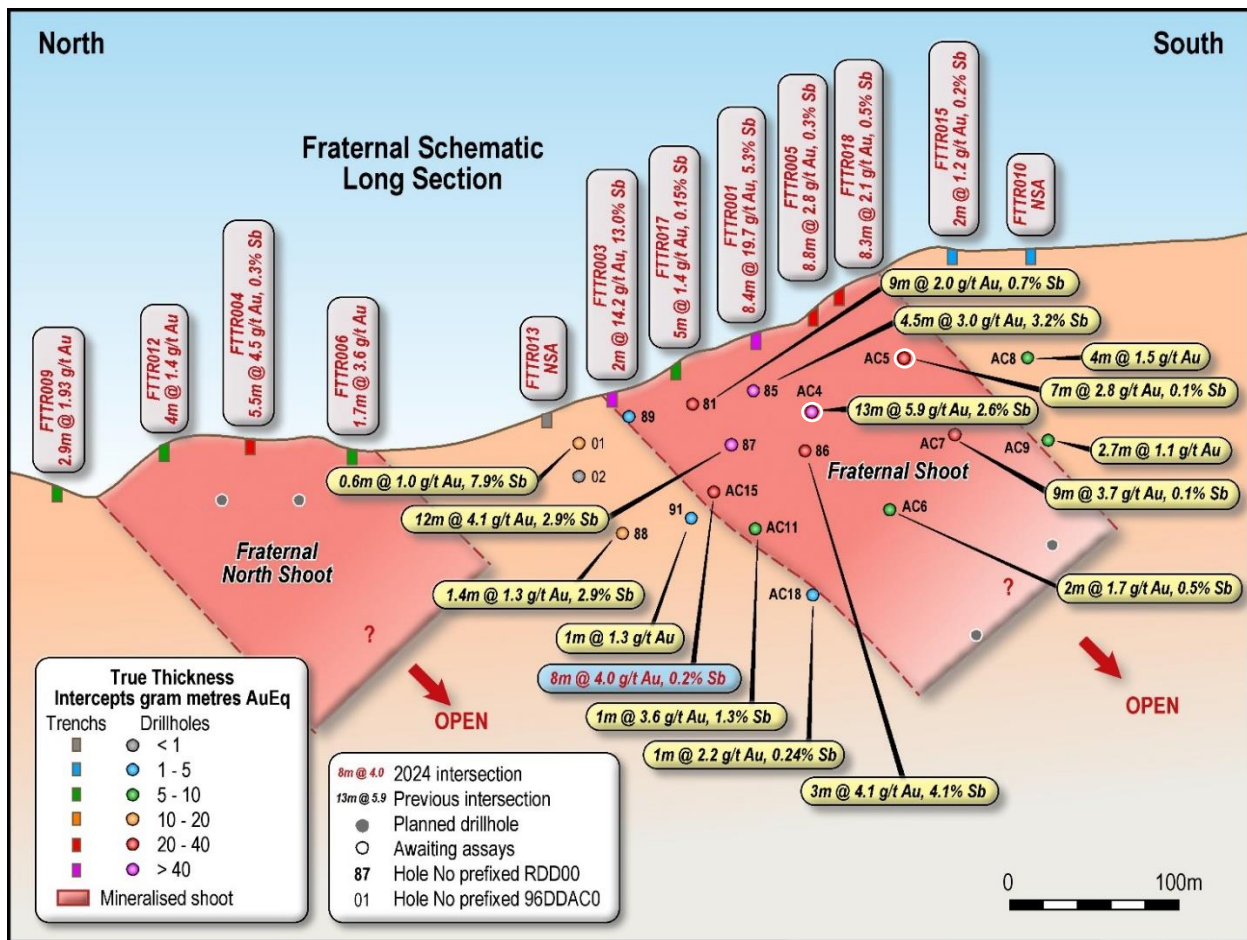 North
South
Fraternal Schematic
Long Section
FTTR009
2.9m @ 1.93 g/t Au
FTTR012
4m @ 1.4 g/t Au
FTTR004
5.5m @ 4.5 g/t Au, 0.3% Sb
FTTR006
1.7m @ 3.6 g/t Au
FTTR013
NSA
FTTR003
2m @ 14.2 g/t Au, 13.0% Sb
FTTR017
5m @ 1.4 g/t Au, 0.15% Sb
FTTR001
8.4m @ 19.7 g/t Au, 5.3% Sb
FTTR005
8.8m @ 2.8 g/t Au, 0.3% Sb
FTTR018
8.3m @ 2.1 g/t Au, 0.5% Sb
FTTR015
2m @ 1.2 g/t Au, 0.2% Sb
FTTR010
NSA
9m @ 2.0 g/t Au, 0.7% Sb
4.5m @ 3.0 g/t Au, 3.2% Sb
AC5
AC8
4m @ 1.5 g/t Au
7m @ 2.8 g/t Au, 0.1% Sb
85
AC4
81
89
13m @ 5.9 g/t Au, 2.6% Sb
01
87
86
AC7
AC9
2.7m @ 1.1 g/t Au
Fraternal Shoot
02
0.6m @ 1.0 g/t Au, 7.9% Sb
9m @ 3.7 g/t Au, 0.1% Sb
AC15
12m @ 4.1 g/t Au, 2.9% Sb
91
AC11
AC6
88
Fraternal
North Shoot
1.4m @ 1.3 g/t Au, 2.9% Sb
AC18
2m @ 1.7 g/t Au, 0.5% Sb
?
?
1m @ 1.3 g/t Au
8m @ 4.0 g/t Au, 0.2% Sb
OPEN
OPEN
1m @ 3.6 g/t Au, 1.3% Sb
1m @ 2.2 g/t Au, 0.24% Sb
3m @ 4.1 g/t Au, 4.1% Sb
True Thickness
Intercepts gram metres AuEq
Trenchs Drillholes
< 1
1 - 5
5 - 10
10 - 20
20 - 40
> 40
Mineralised shoot
8m @ 4.0 2024 intersection
13m @ 5.9 Previous intersection
Planned drillhole
Awaiting assays
87 Hole No prefixed RDD00
01 Hole No prefixed 96DDAC0
0 100m